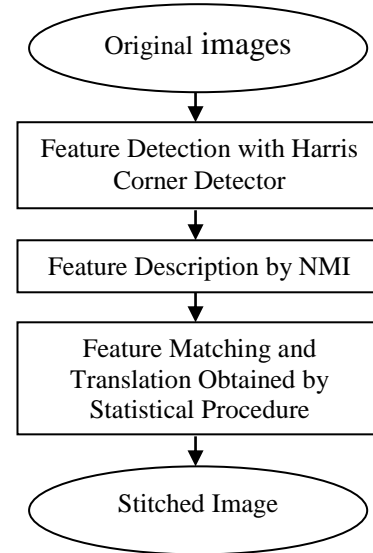 Original images
Feature Detection with Harris
Corner Detector
Feature Description by NMI
Feature Matching and
Translation Obtained by
Statistical Procedure
Stitched Image